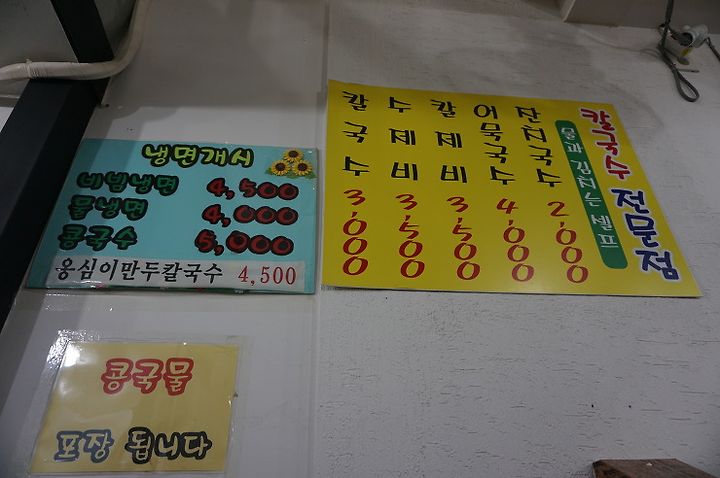 냉면개시
비빔냉면 4,500
물냉면 4,000
콩국수 5,000
옹심이만두칼국수 4,500
칼국수 전문점
물과 김치는 셀프
잔치국수 2,000
어묵국수 4,000
칼제비 3,500
수제비 3,500
칼국수 3,000
콩국물
포장 됩니다